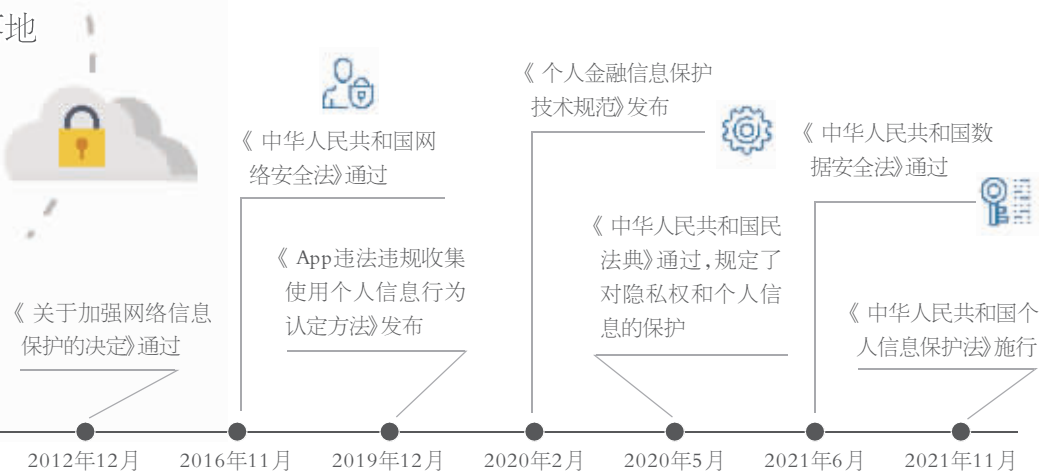 地
《关于加强网络信息
保护的决定》通过
《中华人民共和国网
络安全法》通过
《App违法违规收集
使用个人信息行为
认定方法》发布
《个人金融信息保护
技术规范》发布
《中华人民共和国民
法典》通过,规定了
对隐私权和个人信
息的保护
《中华人民共和国数
据安全法》通过
《中华人民共和国个
人信息保护法》施行
2012年12月
2016年11月
2019年12月
2020年2月
2020年5月
2021年6月
2021年11月